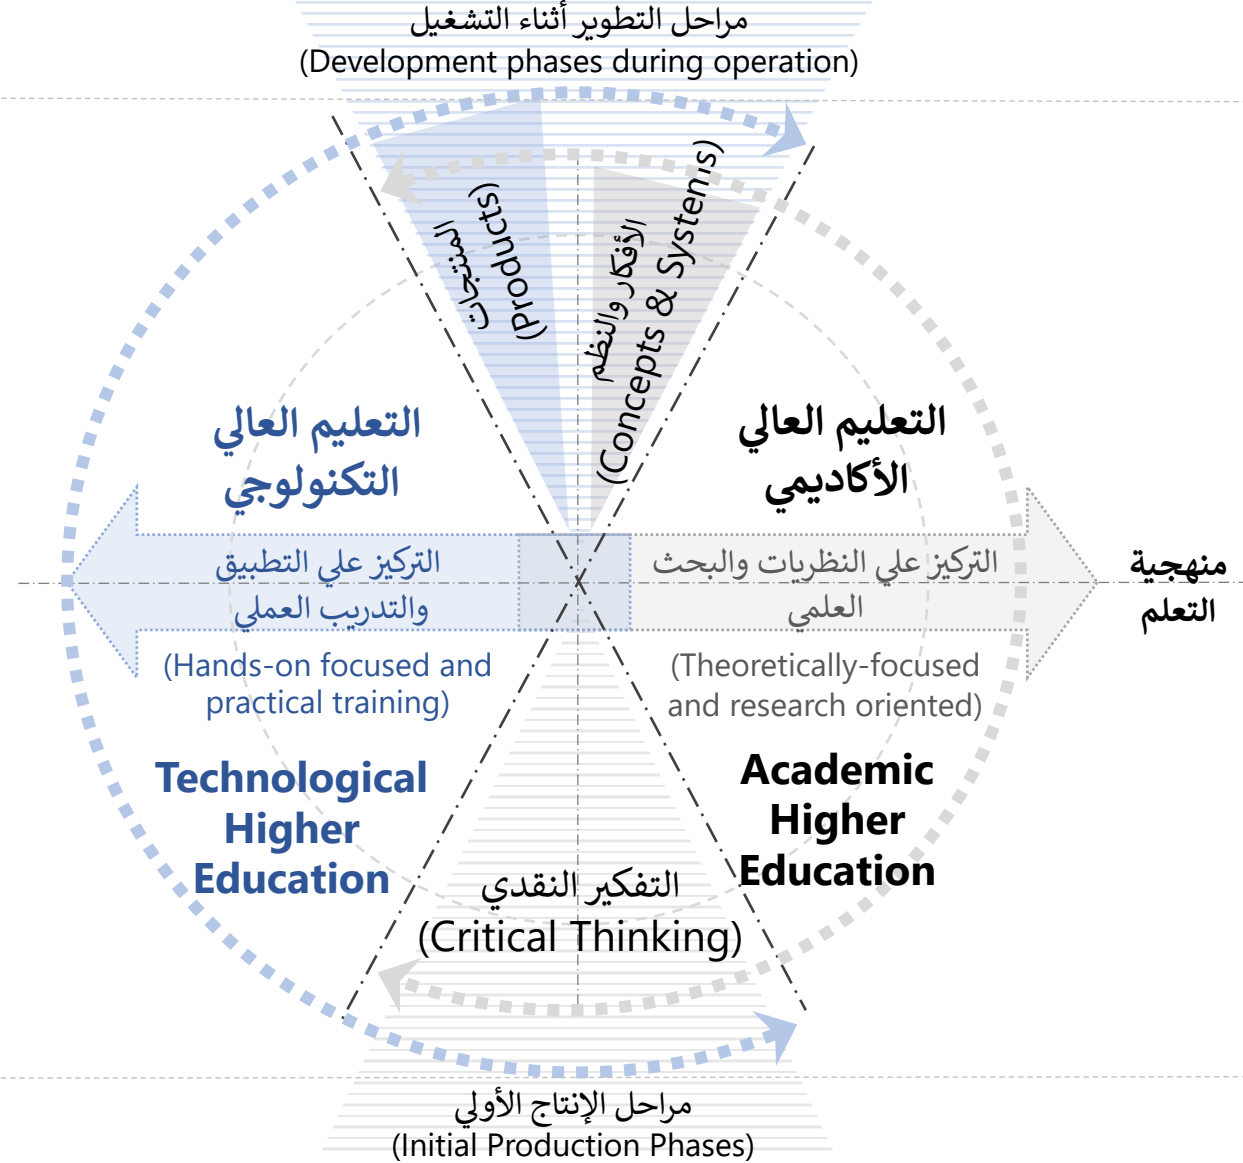 مراحل التطوير أثناء التشغيل
(Development phases during operation)
المنتجات
(Products)
الأفكار والنظم
(Concepts & Systems)
التعليم العالي
التكنولوجي
التعليم العالي
الأكاديمي
التركيز علي التطبيق
والتدريب العملي
التركيز علي النظريات والبحث
العلمي
منهجية
التعلم
(Hands-on focused and
practical training)
(Theoretically-focused
and research oriented)
Technological
Higher
Education
Academic
Higher
Education
التفكير النقدي
(Critical Thinking)
مراحل الإنتاج الأولي
(Initial Production Phases)